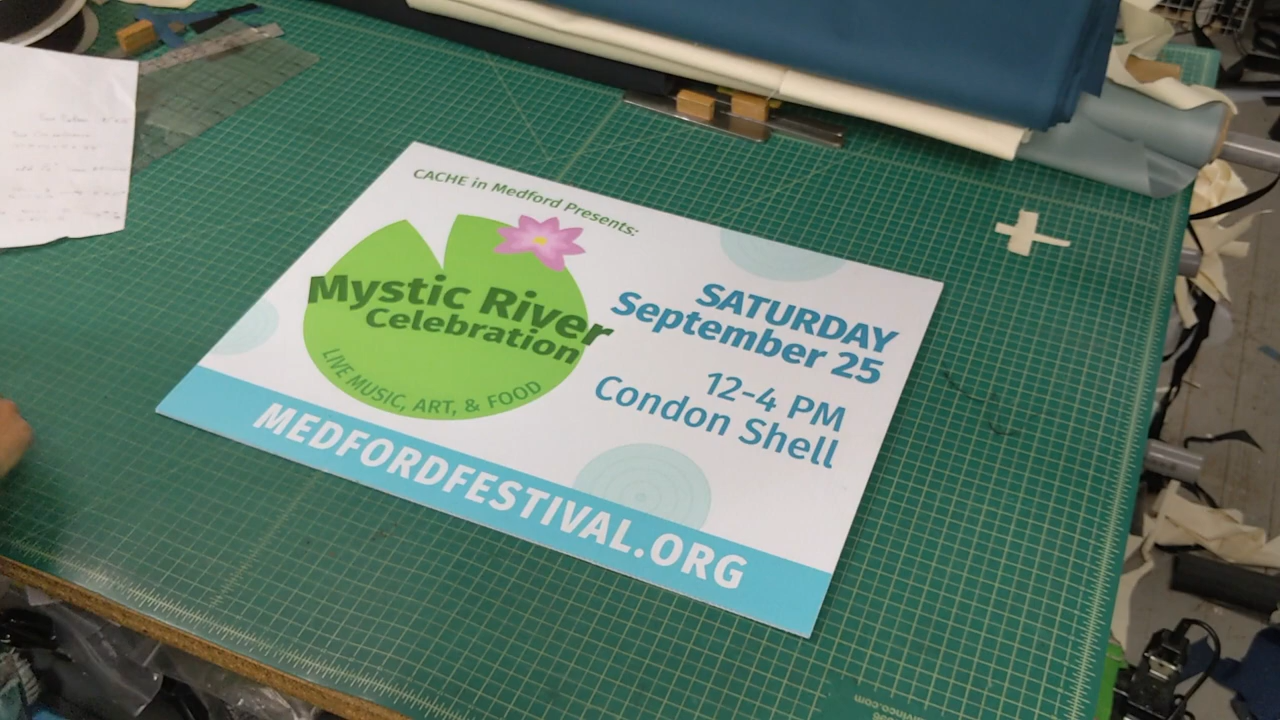 CACHE in Medford Presents:
Mystic River
Celebration
LIVE MUSIC, ART, & FOOD
SATURDAY
September 25
12-4 PM
Condon Shell
MEDFORDFESTIVAL.ORG